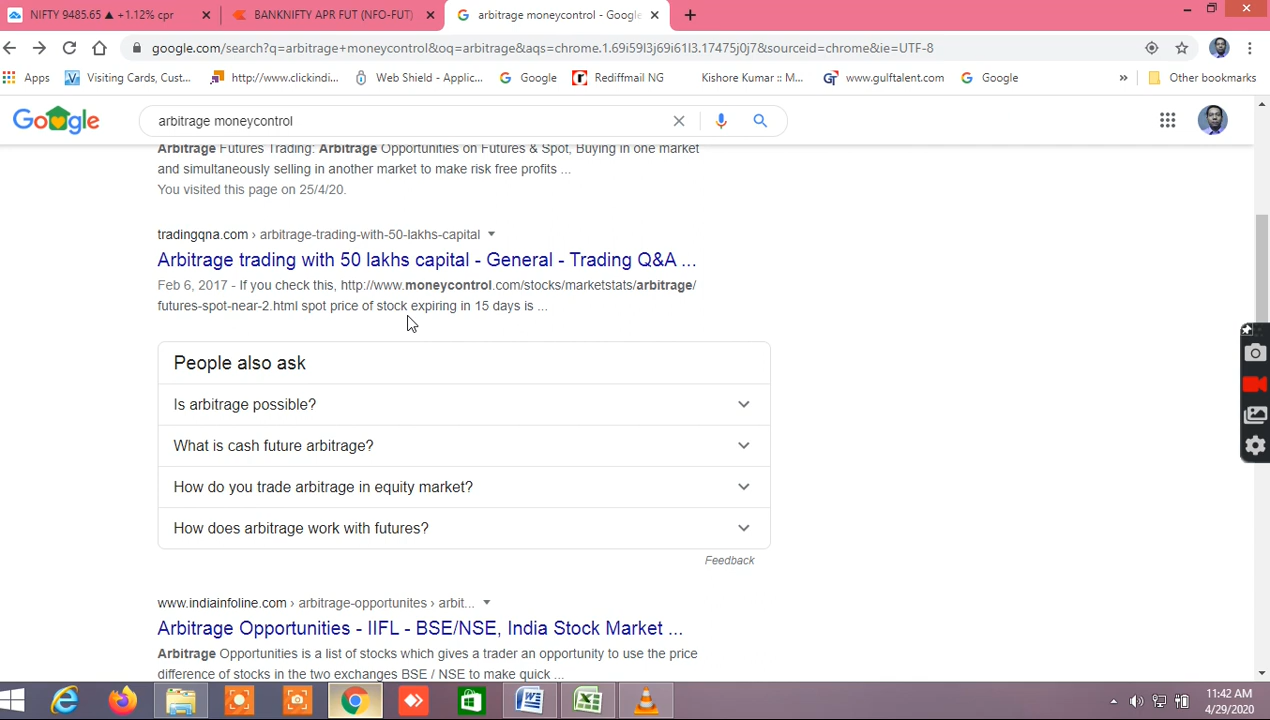 NIFTY 9485.65 ▲ +1.12% cpr
BANKNIFTY APR FUT (NFO-FUT)
arbitrage moneycontrol - Google
google.com/search?q=arbitrage+moneycontrol&oq=arbitrage&aqs=chrome.1.69i59l3j69i61l3.17475j0j7&sourceid=chrome&ie=UTF-8
Apps
Visiting Cards, Cust...
http://www.clickindi...
Web Shield - Applic...
Google
Rediffmail NG
Kishore Kumar :: M...
www.gulftalent.com
Google
»
Other bookmarks
Google
arbitrage moneycontrol
Arbitrage Futures Trading: Arbitrage Opportunities on Futures & Spot, Buying in one market
and simultaneously selling in another market to make risk free profits ...
You visited this page on 25/4/20.
tradingqna.com › arbitrage-trading-with-50-lakhs-capital
Arbitrage trading with 50 lakhs capital - General - Trading Q&A ...
Feb 6, 2017 - If you check this, http://www.moneycontrol.com/stocks/marketstats/arbitrage/
futures-spot-near-2.html spot price of stock expiring in 15 days is ...
People also ask
Is arbitrage possible?
What is cash future arbitrage?
How do you trade arbitrage in equity market?
How does arbitrage work with futures?
Feedback
www.indiainfoline.com › arbitrage-opportunites › arbit...
Arbitrage Opportunities - IIFL - BSE/NSE, India Stock Market ...
Arbitrage Opportunities is a list of stocks which gives a trader an opportunity to use the price
difference of stocks in the two exchanges BSE / NSE to make quick ...
11:42 AM
4/29/2020